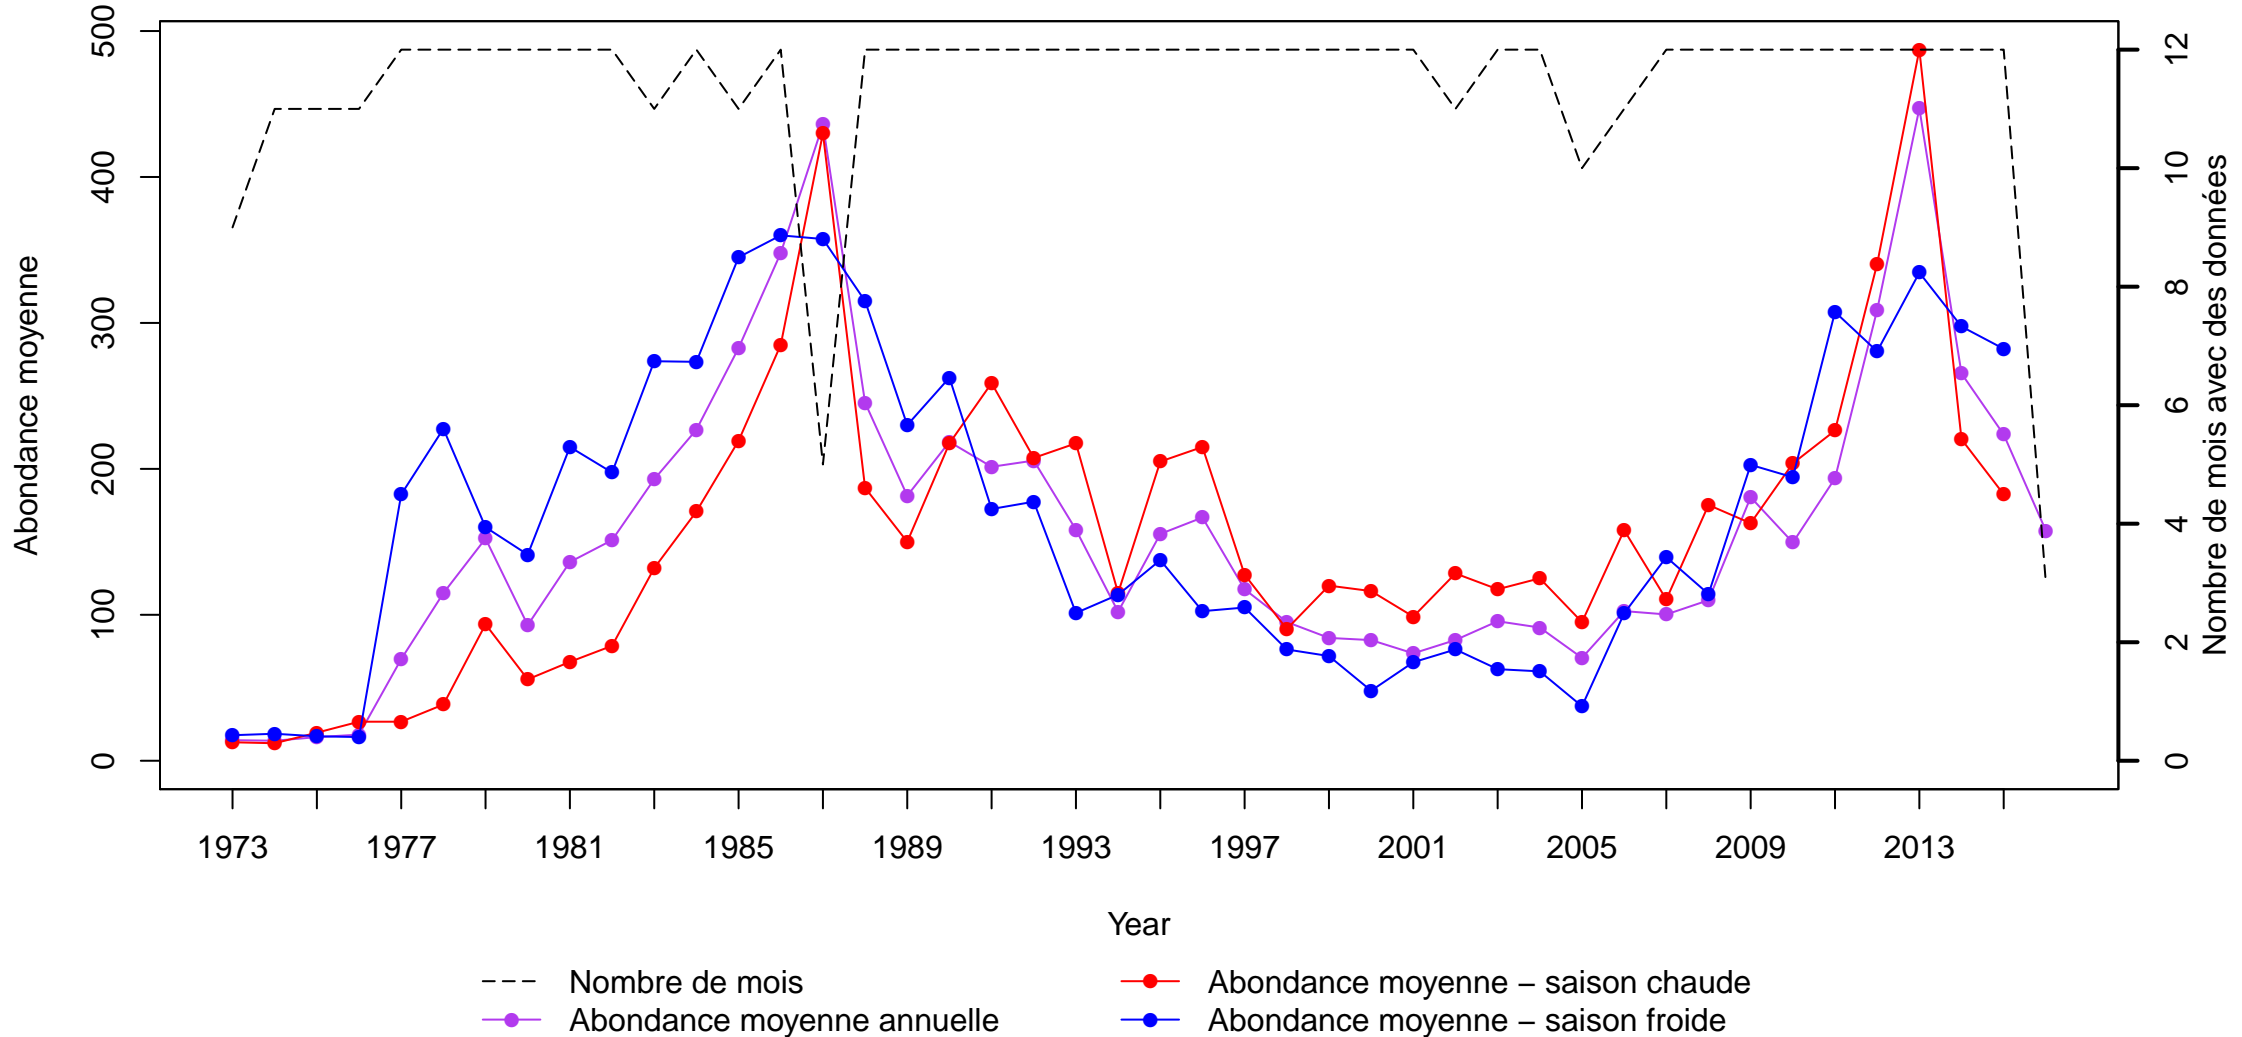 Abondance moyenne
0
100
200
300
400
500
Nombre de mois avec des données
0
2
4
6
8
10
12
1973 1977 1981 1985 1989 1993 1997 2001 2005 2009 2013
Year
Nombre de mois
Abondance moyenne annuelle
Abondance moyenne – saison chaude
Abondance moyenne – saison froide